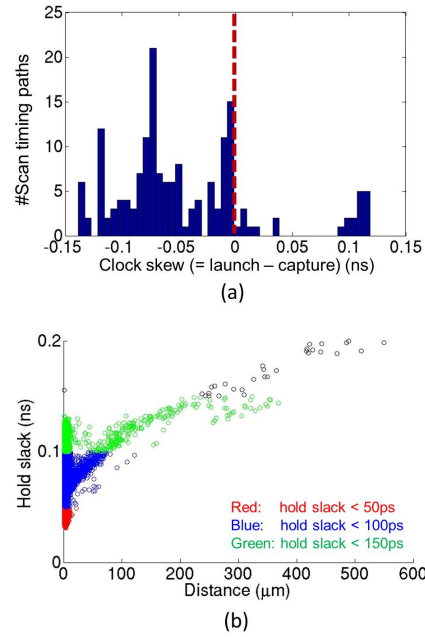 25
20
15
10
5
0
#Scan timing paths
-0.15 -0.1 -0.05 0 0.05 0.1 0.15
Clock skew (= launch – capture) (ns)
(a)
0.2
0.1
0
Hold slack (ns)
Red: hold slack < 50ps
Blue: hold slack < 100ps
Green: hold slack < 150ps
0 100 200 300 400 500 600
Distance (μm)
(b)